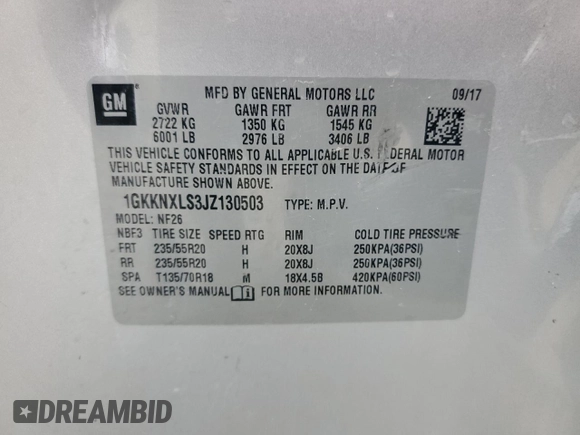 GM
MFD BY GENERAL MOTORS LLC 09/17
GVWR GAWR FRT GAWR RR
2722 KG 1350 KG 1545 KG
6001 LB 2976 LB 3406 LB
THIS VEHICLE CONFORMS TO ALL APPLICABLE U.S. FEDERAL MOTOR
VEHICLE SAFETY STANDARDS IN EFFECT ON THE DATE OF
MANUFACTURE SHOWN ABOVE.
1GKKNXLS3JZ130503 TYPE: M.P.V.
MODEL: NF26
NBF3 TIRE SIZE SPEED RTG RIM COLD TIRE PRESSURE
FRT 235/55R20 H 20X8J 250KPA(36PSI)
RR 235/55R20 H 20X8J 250KPA(36PSI)
SPA T135/70R18 M 18X4.5B 420KPA(60PSI)
SEE OWNER'S MANUAL FOR MORE INFORMATION.
DREAMBID